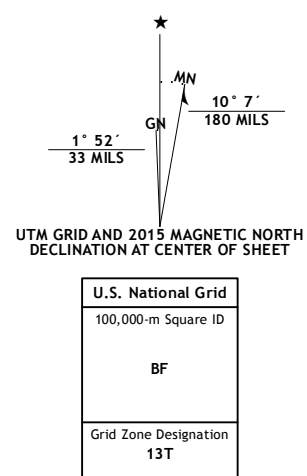 ★
MN
GN
10° 7´
180 MILS
1° 52´
33 MILS
UTM GRID AND 2015 MAGNETIC NORTH
DECLINATION AT CENTER OF SHEET
U.S. National Grid
100,000-m Square ID
BF
Grid Zone Designation
13T